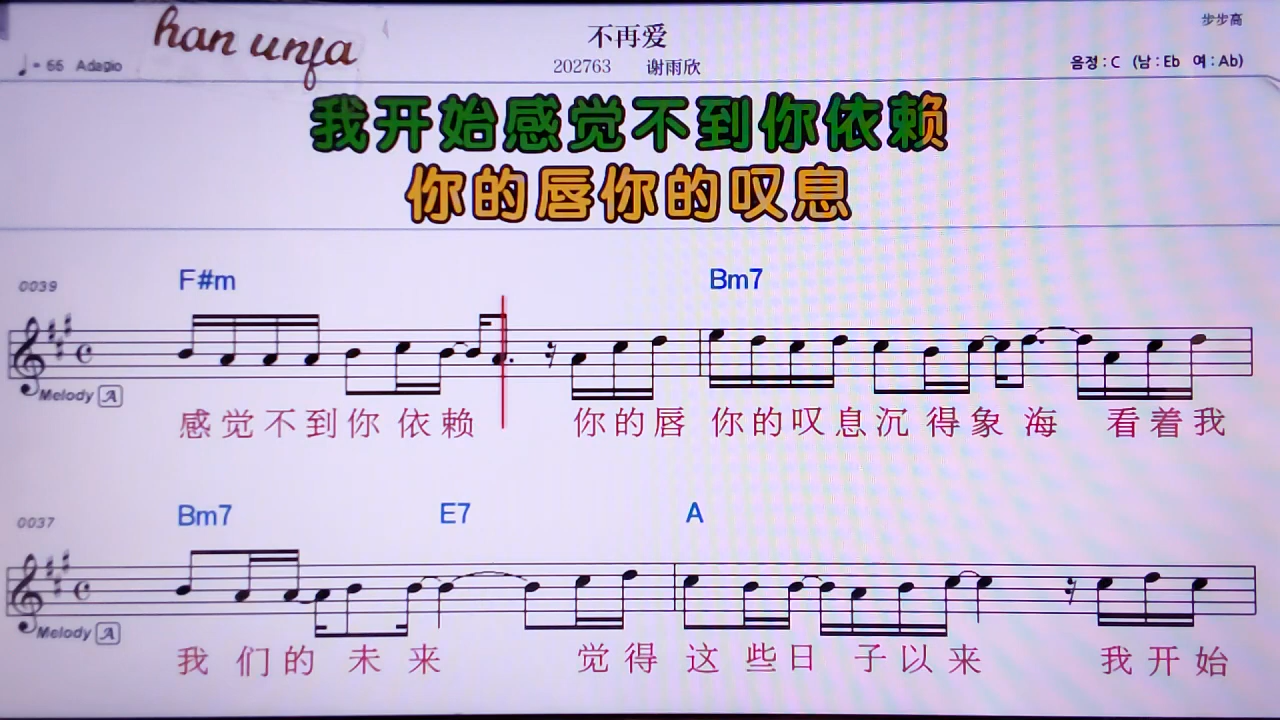 han unfa
不再爱
步步高
♩= 66 Adagio
202763 谢雨欣
음정 : C (남 : Eb 여 : Ab)
我开始感觉不到你依赖
你的唇你的叹息
0039 F#m Bm7
Melody A
感觉不到你依赖 你的唇 你的叹息沉得象海 看着我
0037 Bm7 E7 A
Melody A
我们的未来 觉得这些日子以来 我开始